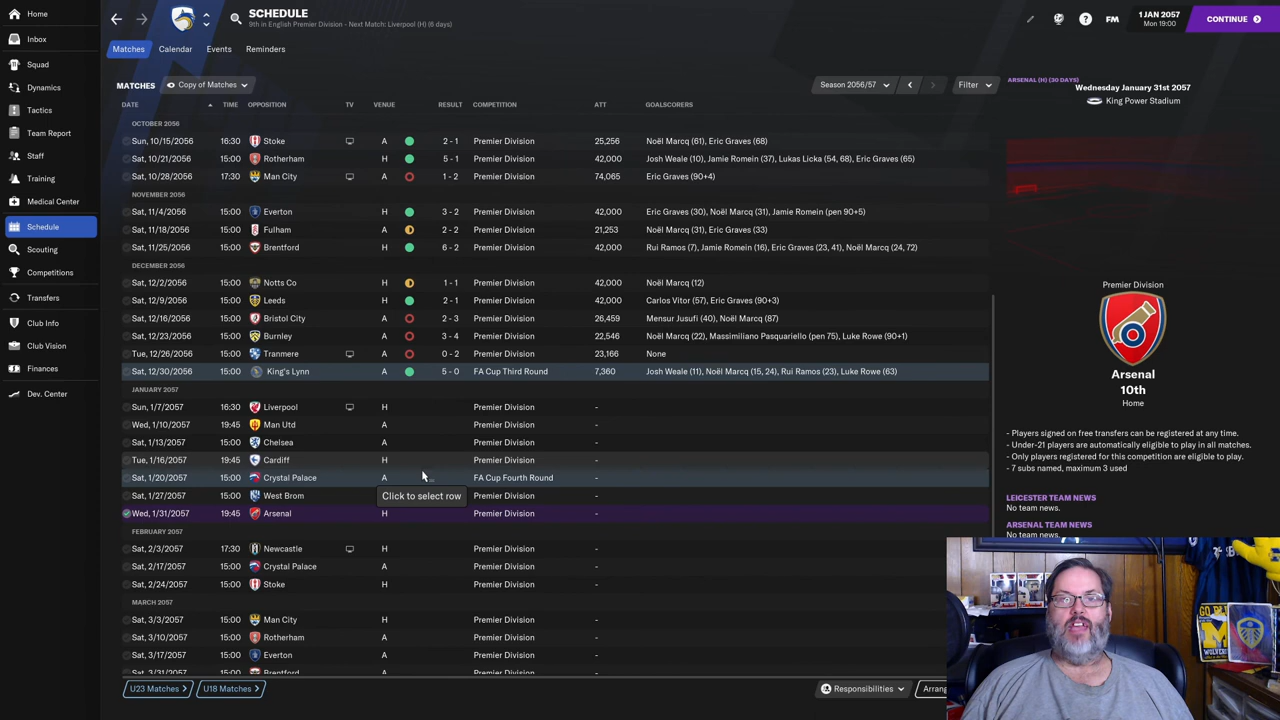 Home
SCHEDULE
9th in English Premier Division - Next Match: Liverpool (H) (6 days)
FM
1 JAN 2057
Mon 19:00
CONTINUE
Inbox
Squad
Dynamics
Tactics
Team Report
Staff
Training
Medical Center
Schedule
Scouting
Competitions
Transfers
Club Info
Club Vision
Finances
Dev. Center
Matches
Calendar
Events
Reminders
MATCHES Copy of Matches
Season 2056/57
Filter
DATE TIME OPPOSITION TV VENUE RESULT COMPETITION ATT GOALSCORERS
OCTOBER 2056
Sun, 10/15/2056 16:30 Stoke A 2 - 1 Premier Division 25,256 Noël Marcq (61), Eric Graves (68)
Sat, 10/21/2056 15:00 Rotherham H 5 - 1 Premier Division 42,000 Josh Weale (10), Jamie Romein (37), Lukas Licka (54, 68), Eric Graves (65)
Sat, 10/28/2056 17:30 Man City A 1 - 2 Premier Division 74,065 Eric Graves (90+4)
NOVEMBER 2056
Sat, 11/4/2056 15:00 Everton H 3 - 2 Premier Division 42,000 Eric Graves (30), Noël Marcq (31), Jamie Romein (pen 90+5)
Sat, 11/18/2056 15:00 Fulham A 2 - 2 Premier Division 21,253 Noël Marcq (31), Eric Graves (33)
Sat, 11/25/2056 15:00 Brentford H 6 - 2 Premier Division 42,000 Rui Ramos (7), Jamie Romein (16), Eric Graves (23, 41), Noël Marcq (24, 72)
DECEMBER 2056
Sat, 12/2/2056 15:00 Notts Co H 1 - 1 Premier Division 42,000 Noël Marcq (12)
Sat, 12/9/2056 15:00 Leeds H 2 - 1 Premier Division 42,000 Carlos Vitor (57), Eric Graves (90+3)
Sat, 12/16/2056 15:00 Bristol City A 2 - 3 Premier Division 26,459 Mensur Jusufi (40), Noël Marcq (87)
Sat, 12/23/2056 15:00 Burnley A 3 - 4 Premier Division 22,546 Noël Marcq (22), Massimiliano Pasquariello (pen 75), Luke Rowe (90+1)
Tue, 12/26/2056 15:00 Tranmere A 0 - 2 Premier Division 23,166 None
Sat, 12/30/2056 15:00 King's Lynn A 5 - 0 FA Cup Third Round 7,360 Josh Weale (11), Noël Marcq (15, 24), Rui Ramos (23), Luke Rowe (63)
JANUARY 2057
Sun, 1/7/2057 16:30 Liverpool H Premier Division -
Wed, 1/10/2057 19:45 Man Utd A Premier Division -
Sat, 1/13/2057 15:00 Chelsea A Premier Division -
Tue, 1/16/2057 19:45 Cardiff H Premier Division -
Sat, 1/20/2057 15:00 Crystal Palace A FA Cup Fourth Round -
Sat, 1/27/2057 15:00 West Brom Click to select row Premier Division -
Wed, 1/31/2057 19:45 Arsenal H Premier Division -
FEBRUARY 2057
Sat, 2/3/2057 17:30 Newcastle H Premier Division -
Sat, 2/17/2057 15:00 Crystal Palace A Premier Division -
Sat, 2/24/2057 15:00 Stoke H Premier Division -
MARCH 2057
Sat, 3/3/2057 15:00 Man City H Premier Division -
Sat, 3/10/2057 15:00 Rotherham A Premier Division -
Sat, 3/17/2057 15:00 Everton A Premier Division -
Sat, 3/31/2057 15:00 Brentford A Premier Division -
U23 Matches
U18 Matches
Responsibilities
Arrang
ARSENAL (H) (30 DAYS)
Wednesday January 31st 2057
King Power Stadium
Premier Division
Arsenal
10th
Home
- Players signed on free transfers can be registered at any time.
- Under-21 players are automatically eligible to play in all matches.
- Only players registered for this competition are eligible to play.
- 7 subs named, maximum 3 used
LEICESTER TEAM NEWS
No team news.
ARSENAL TEAM NEWS
No team news.